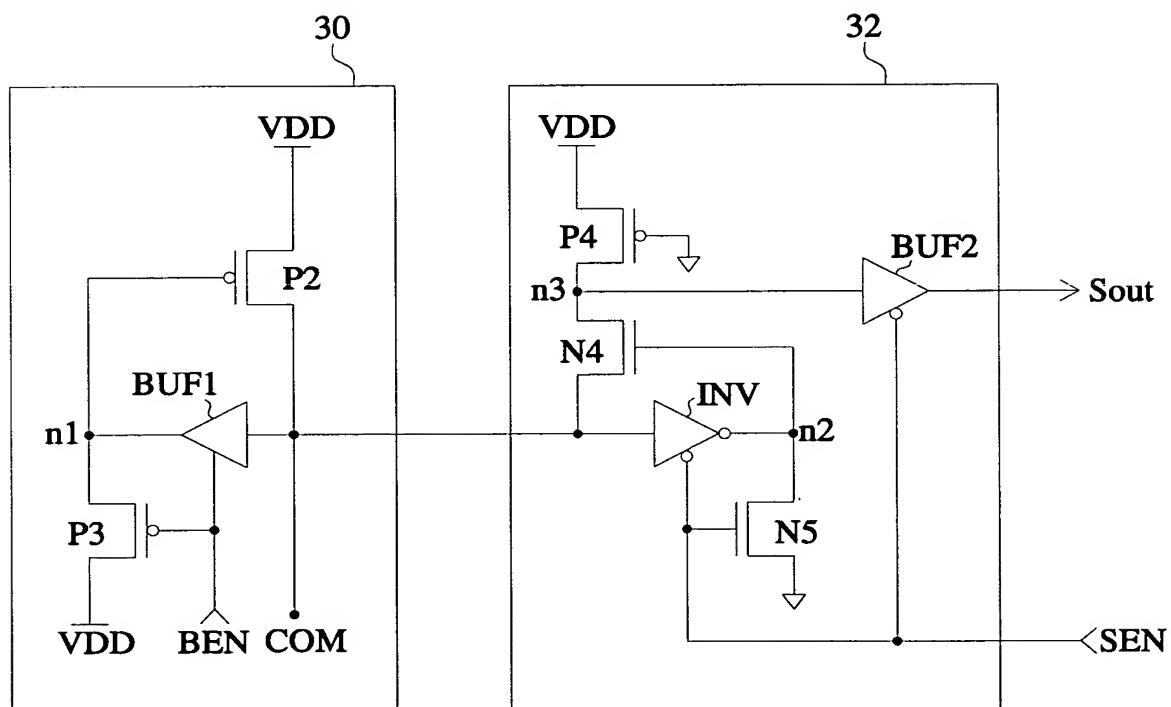 30
32
VDD
VDD
P2
P4
n3
BUF2
Sout
N4
BUF1
INV
n1
n2
P3
N5
VDD
BEN
COM
SEN